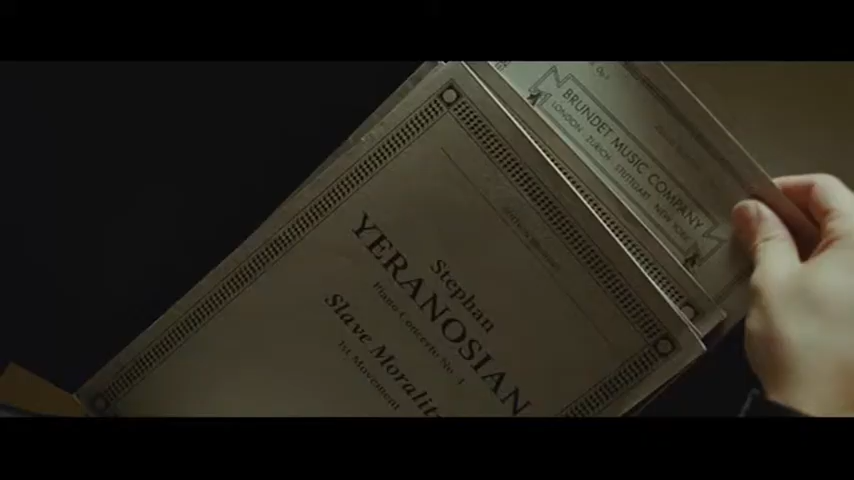 BRUNDET MUSIC COMPANY
LONDON · ZURICH · STUTTGART · NEW YORK
Stephan
YERANOSIAN
Piano Concerto No. 1
Slave Moralit
1st Movement